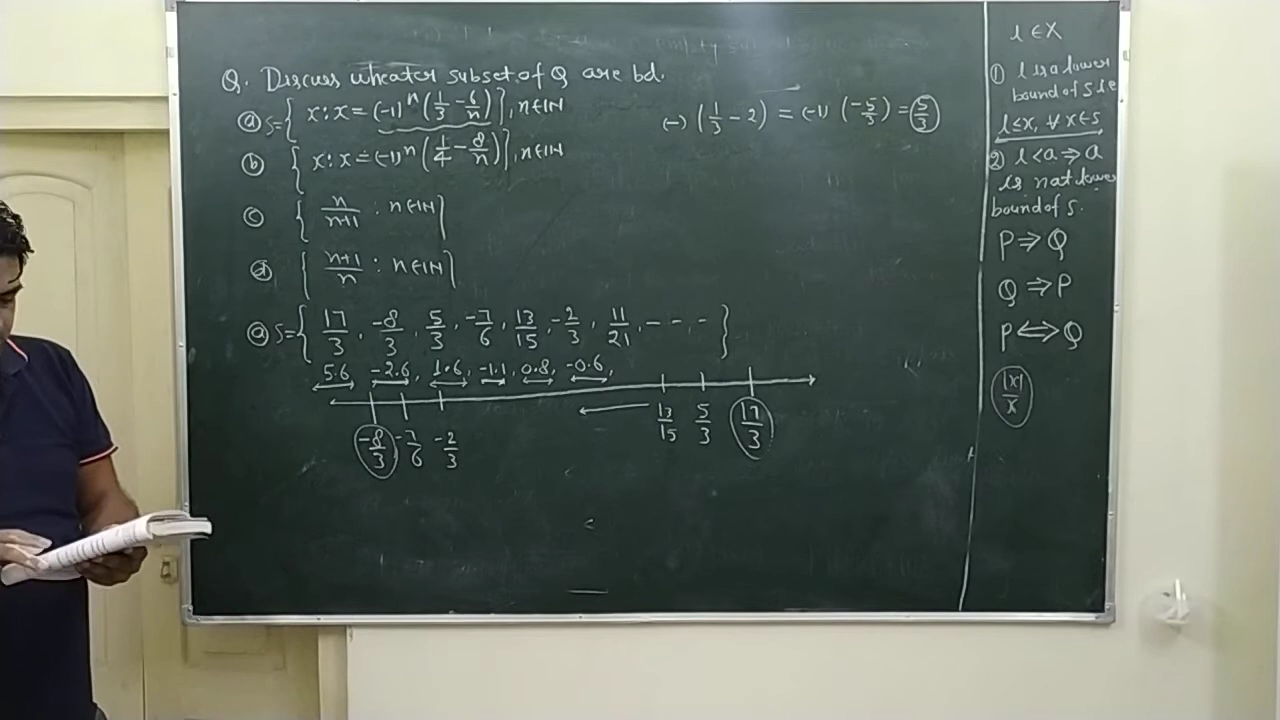 Q. Discuss wheater subset of Q are bd.
(a) S={ x : x = (-1)^n (1/3 - 6/n) }, n∈IN
(-) (1/3 - 2) = (-1) (-5/3) = 5/3
(b) { x : x = (-1)^n (1/4 - 8/n) }, n∈IN
(c) { n/n+1 : n∈IN }
(d) { n+1/n : n∈IN }
(a) S={ 17/3, -8/3, 5/3, -7/6, 13/15, -2/3, 11/21, - - , - }
5.6, -2.6, 1.6, -1.1, 0.8, -0.6,
-8/3 -7/6 -2/3 13/15 5/3 17/3
l ∈ X
(1) l is a lower
bound of S i.e
l ≤ x, ∀ x ∈ S
(2) l < a ⇒ a
is not lower
bound of S.
P ⇒ Q
Q ⇒ P
P ⇔ Q
|x|/x